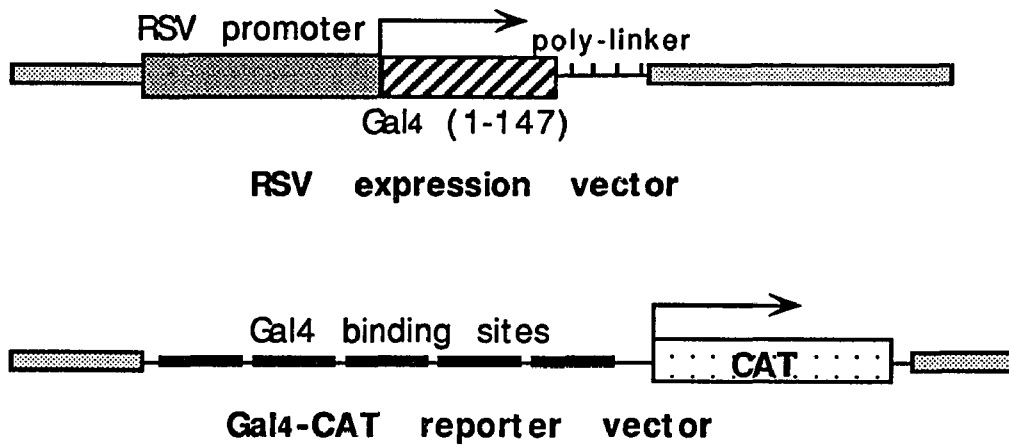 RSV promoter
poly-linker
Gal4 (1-147)
RSV expression vector
Gal4 binding sites
CAT
Gal4-CAT reporter vector